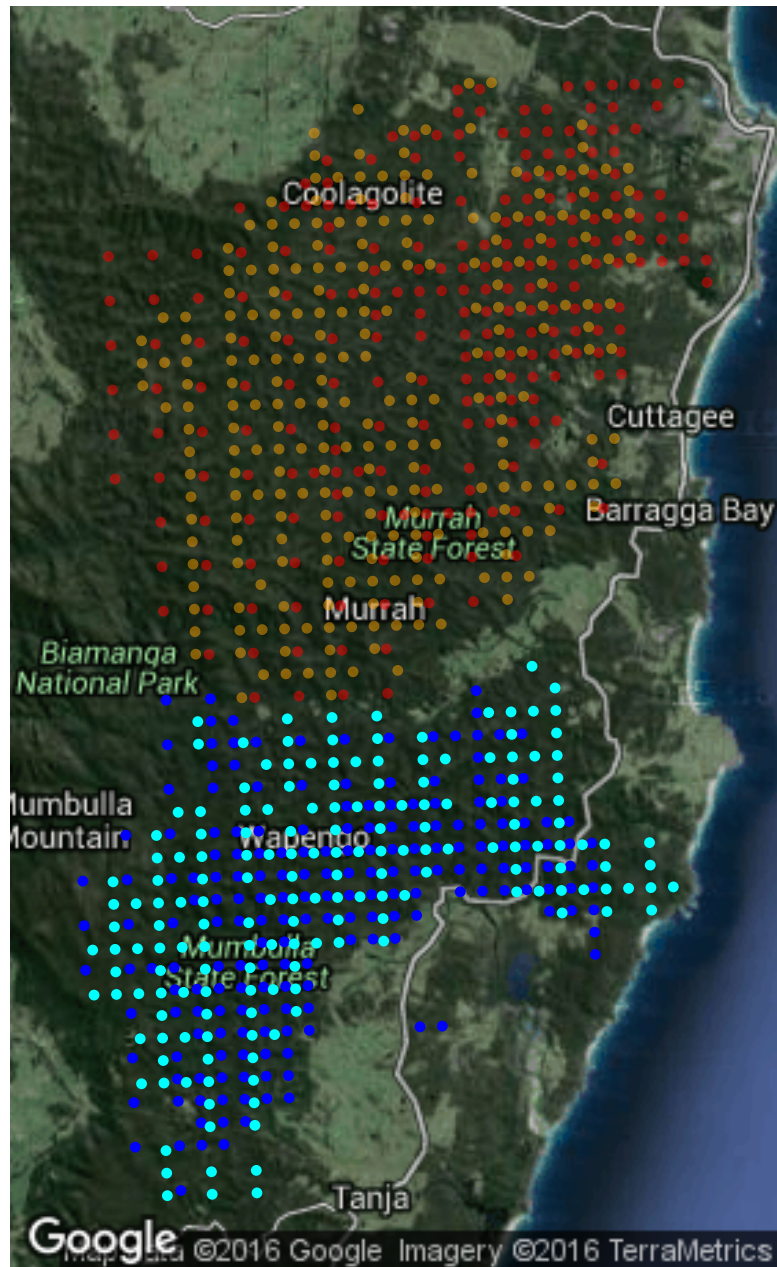 Coolagolite
Cuttagee
Barragga Bay
Murrah
State Forest
Murrah
Biamanga
National Park
Mumbulla
Mountain
Wapengo
Mumbulla
State Forest
Tanja
Google
Map data ©2016 Google Imagery ©2016 TerraMetrics